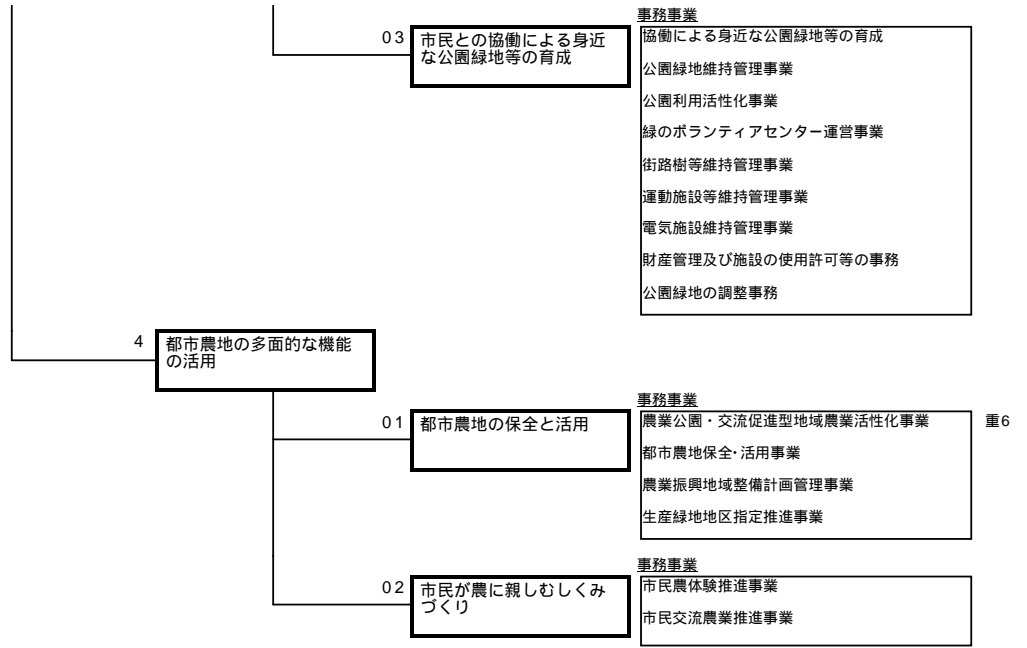 事務事業
03
市民との協働による身近
な公園緑地等の育成
協働による身近な公園緑地等の育成
公園緑地維持管理事業
公園利用活性化事業
緑のボランティアセンター運営事業
街路樹等維持管理事業
運動施設等維持管理事業
電気施設維持管理事業
財産管理及び施設の使用許可等の事務
公園緑地の調整事務
4
都市農地の多面的な機能
の活用
事務事業
01
都市農地の保全と活用
農業公園・交流促進型地域農業活性化事業
重6
都市農地保全・活用事業
農業振興地域整備計画管理事業
生産緑地地区指定推進事業
事務事業
02
市民が農に親しむしくみ
づくり
市民農体験推進事業
市民交流農業推進事業